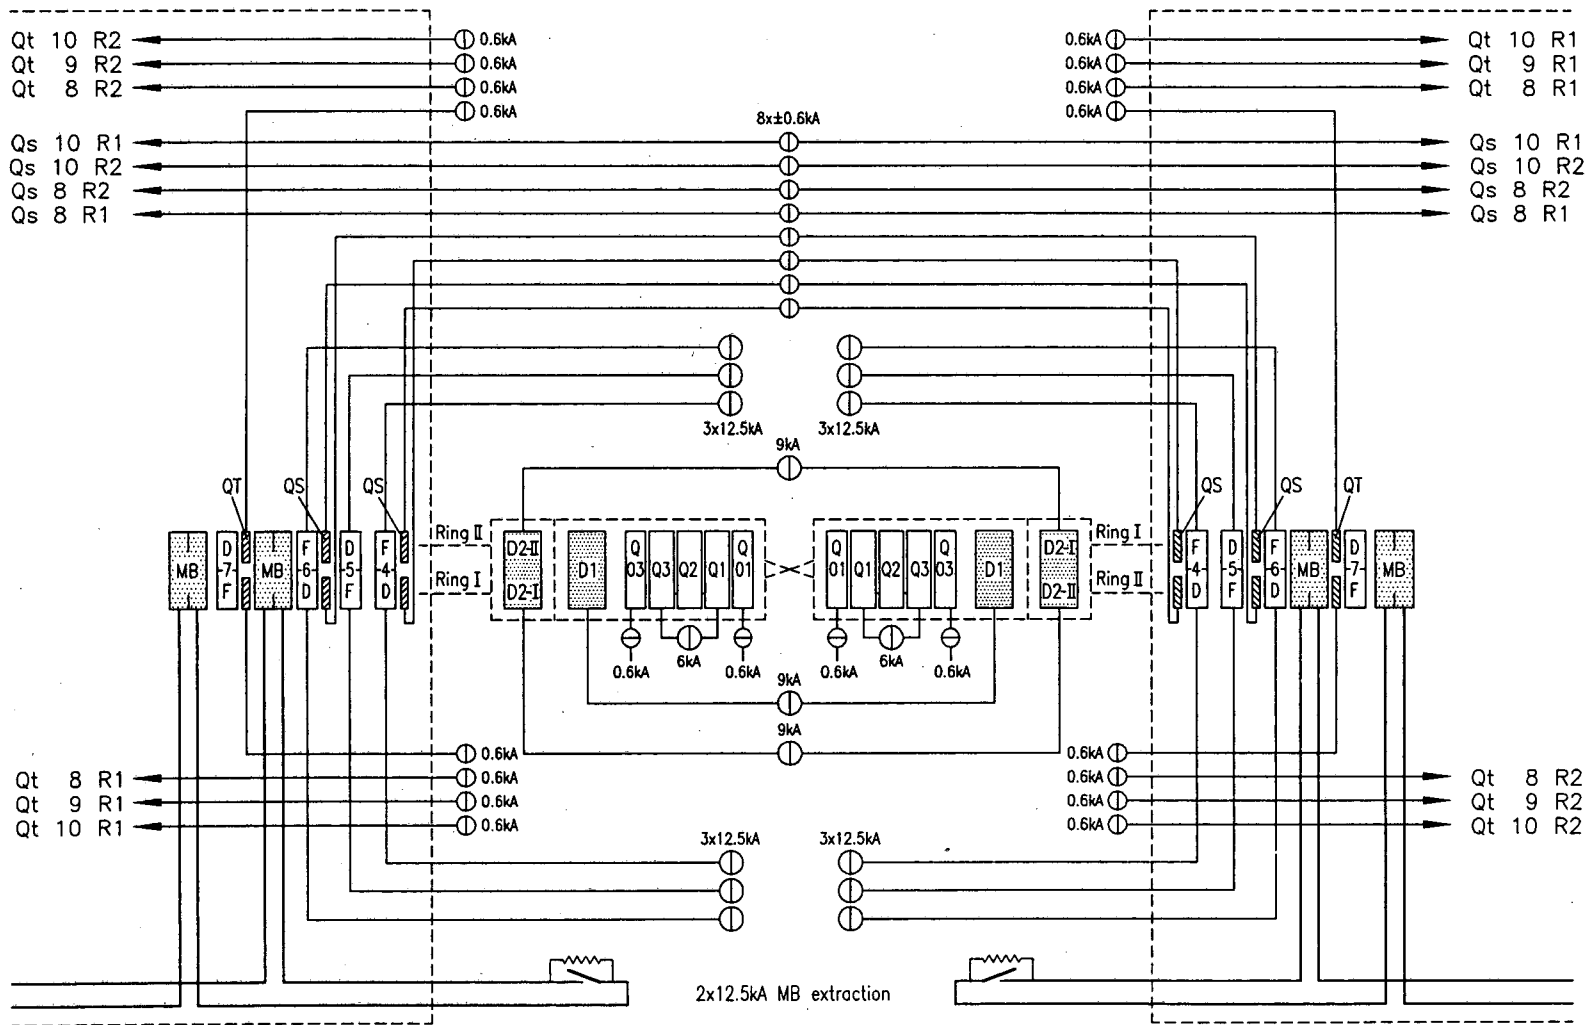 Qt 10 R2 0.6kA 0.6kA Qt 10 R1
Qt 9 R2 0.6kA 0.6kA Qt 9 R1
Qt 8 R2 0.6kA 0.6kA Qt 8 R1
0.6kA 0.6kA
8x±0.6kA
Qs 10 R1 Qs 10 R1
Qs 10 R2 Qs 10 R2
Qs 8 R2 Qs 8 R2
Qs 8 R1 Qs 8 R1
3x12.5kA 3x12.5kA
9kA
QT QS QS QS QS QT
Ring II Ring I
Ring I Ring II
MB
D-7-F
MB
F-6-D
D-5-F
F-4-D
D2-II
D2-I
D1
Q03
Q3
Q2
Q1
Q01
Q01
Q1
Q2
Q3
Q03
D1
D2-I
D2-II
F-4-D
D-5-F
F-6-D
MB
D-7-F
MB
0.6kA 6kA 0.6kA 0.6kA 6kA 0.6kA
9kA
9kA
0.6kA 0.6kA
Qt 8 R1 0.6kA 0.6kA Qt 8 R2
Qt 9 R1 0.6kA 0.6kA Qt 9 R2
Qt 10 R1 0.6kA 0.6kA Qt 10 R2
3x12.5kA 3x12.5kA
2x12.5kA MB extraction